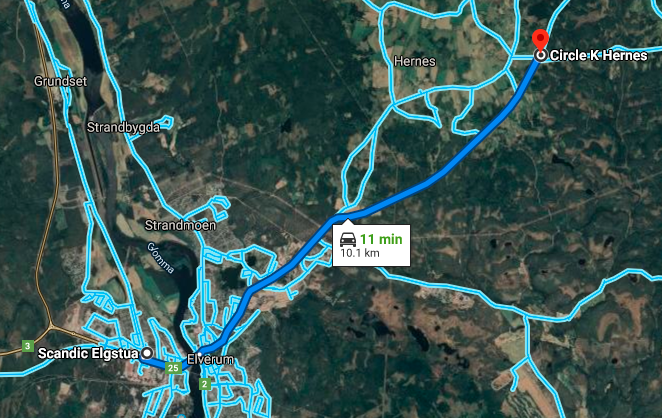 Circle K Hernes
Hernes
Grundset
Strandbygda
Strandmoen
11 min
10.1 km
Glomma
3
Scandic Elgstua
25
Elverum
2